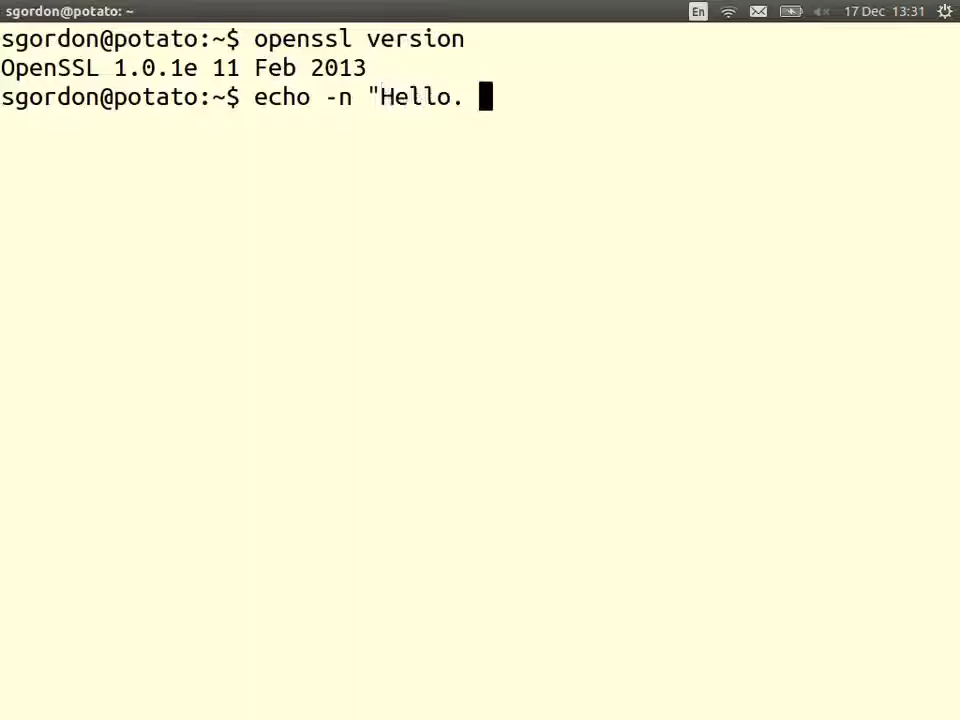 sgordon@potato: ~ En 17 Dec 13:31
sgordon@potato:~$ openssl version
OpenSSL 1.0.1e 11 Feb 2013
sgordon@potato:~$ echo -n "Hello.